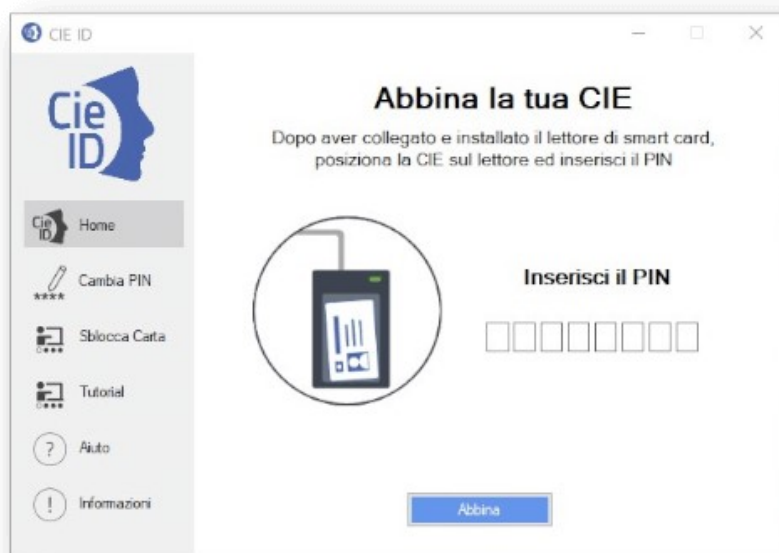 CIE ID
Cie
ID
Abbina la tua CIE
Dopo aver collegato e installato il lettore di smart card,
posiziona la CIE sul lettore ed inserisci il PIN
Cie
ID
Home
****
Cambia PIN
Sblocca Carta
Tutorial
?
Aiuto
!
Informazioni
Inserisci il PIN
Abbina